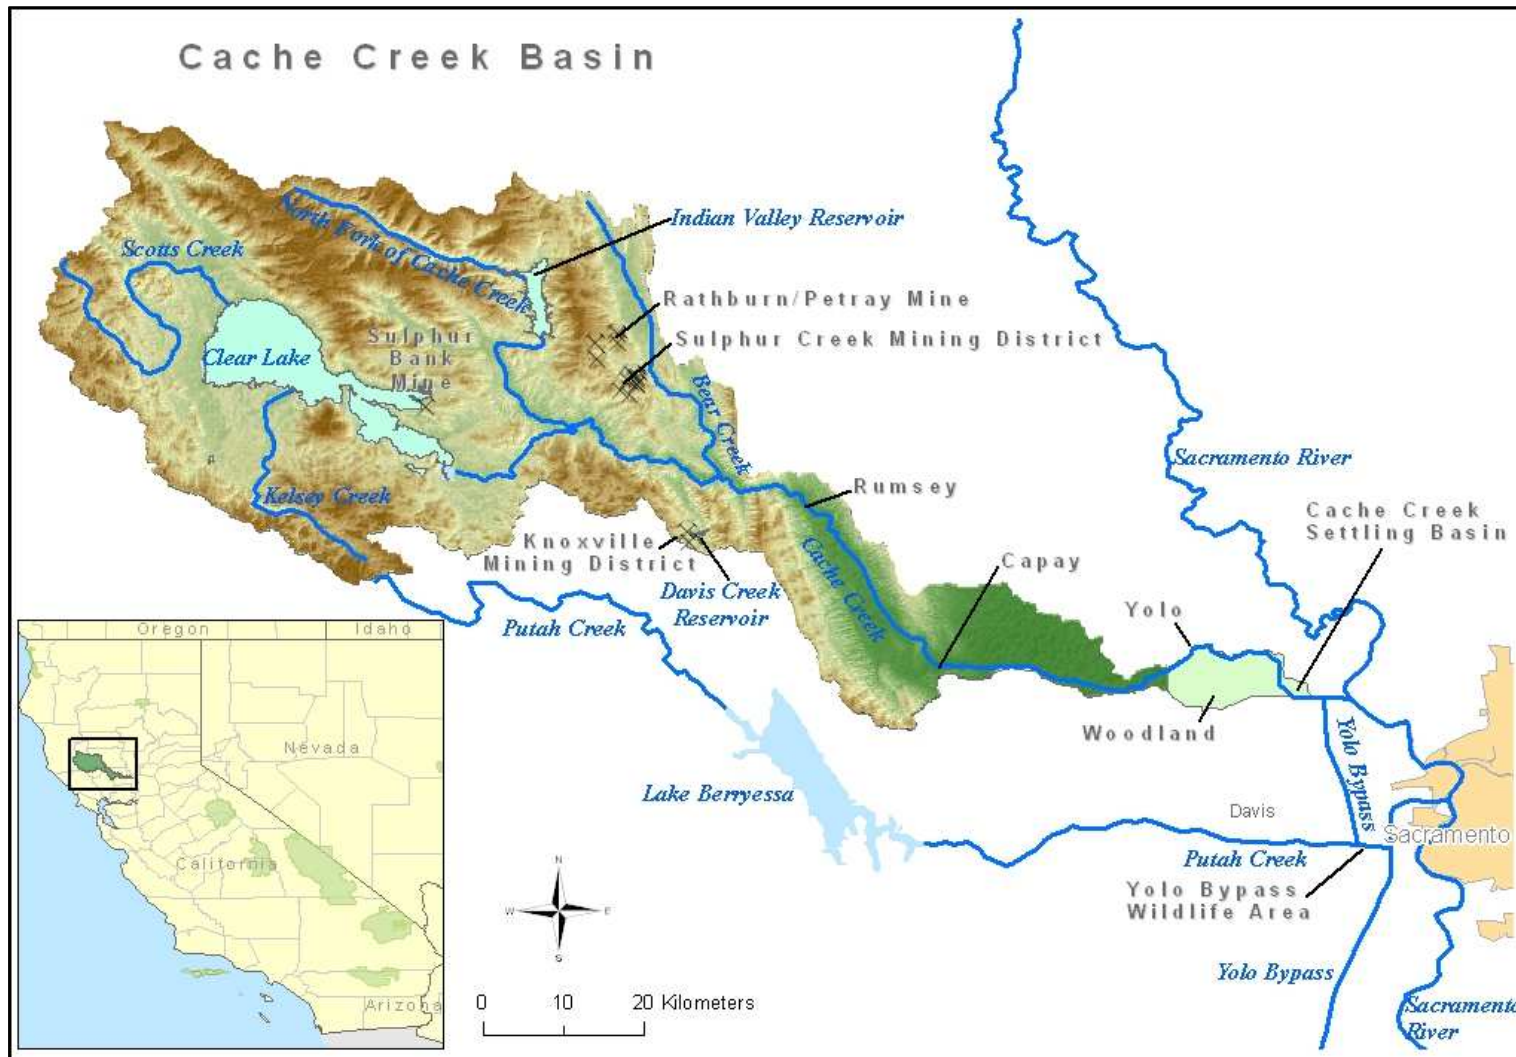 Cache Creek Basin
North Fork of Cache Creek
Indian Valley Reservoir
Scotts Creek
Rathburn/Petray Mine
Sulphur Creek Mining District
Sulphur
Bank
Mine
Clear Lake
Bear Creek
Sacramento River
Kelsey Creek
Rumsey
Cache Creek
Settling Basin
Knoxville
Mining District
Cache Creek
Capay
Davis Creek
Reservoir
Yolo
Putah Creek
Oregon
Idaho
Woodland
Nevada
Yolo Bypass
Lake Berryessa
Davis
Sacramento
California
Putah Creek
Yolo Bypass
Wildlife Area
N
W
E
S
Yolo Bypass
0 10 20 Kilometers
Arizona
Sacramento
River